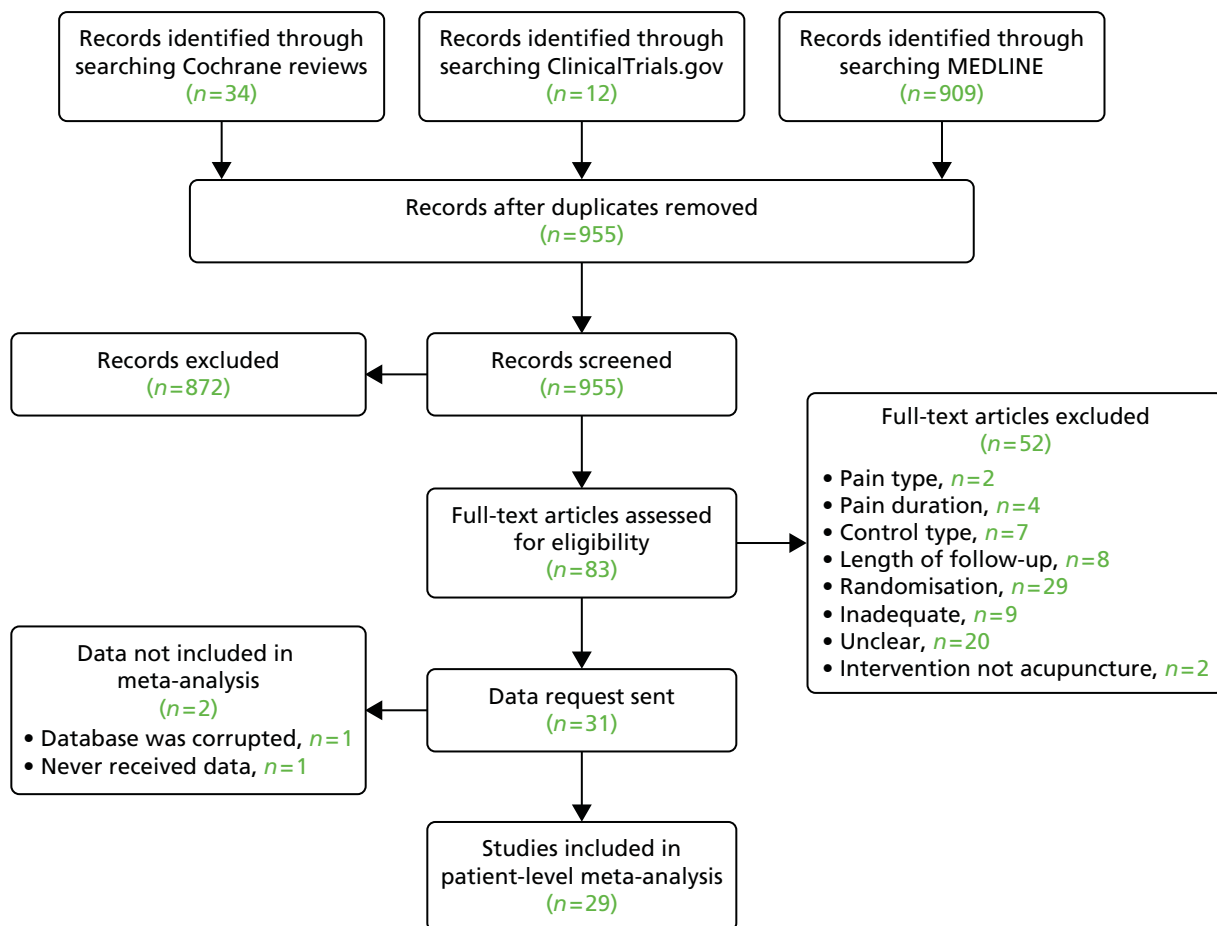 Records identified through
searching Cochrane reviews
(n=34)
Records identified through
searching ClinicalTrials.gov
(n=12)
Records identified through
searching MEDLINE
(n=909)
Records after duplicates removed
(n=955)
Records excluded
(n=872)
Records screened
(n=955)
Full-text articles assessed
for eligibility
(n=83)
Full-text articles excluded
(n=52)
• Pain type, n=2
• Pain duration, n=4
• Control type, n=7
• Length of follow-up, n=8
• Randomisation, n=29
• Inadequate, n=9
• Unclear, n=20
• Intervention not acupuncture, n=2
Data not included in
meta-analysis
(n=2)
• Database was corrupted, n=1
• Never received data, n=1
Data request sent
(n=31)
Studies included in
patient-level meta-analysis
(n=29)